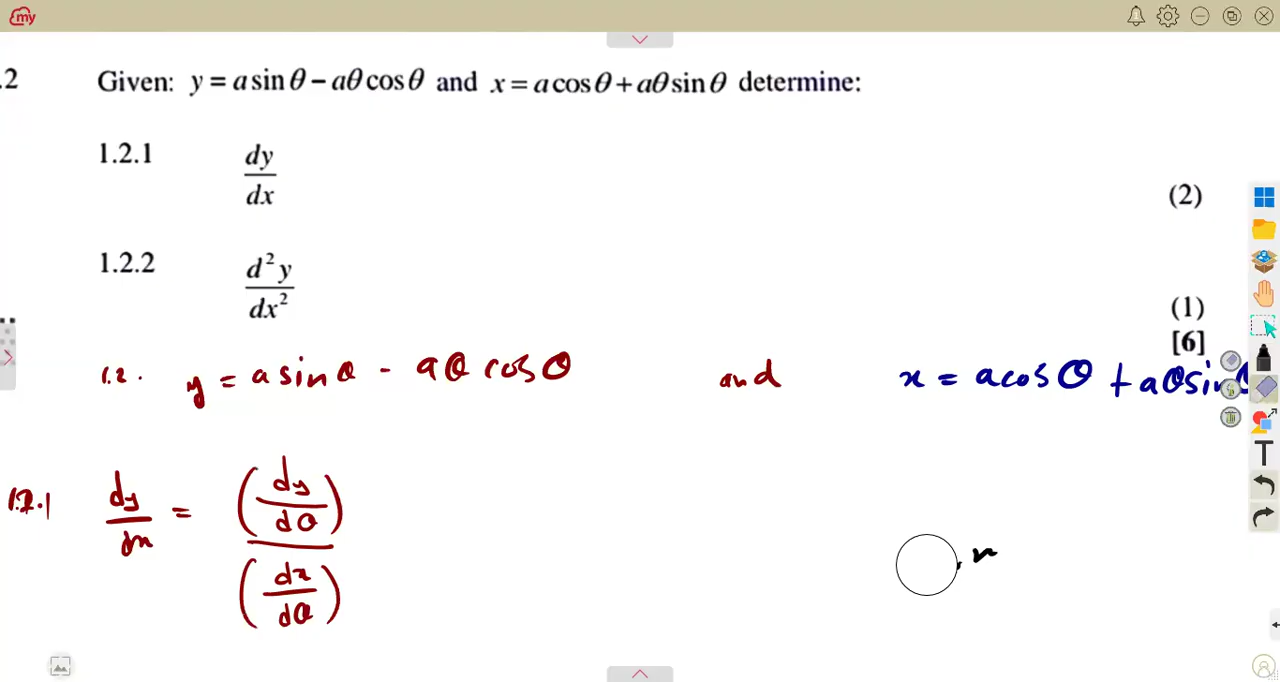 my
.2 Given: y = a sin θ − aθ cos θ and x = a cos θ + aθ sin θ determine:
1.2.1 dy/dx (2)
1.2.2 d²y/dx² (1)
[6]
1.2. y = a sin θ - aθ cos θ and x = a cos θ + aθ sin θ
1.2.1 dy/dx = (dy/dθ)/(dx/dθ)
x
T